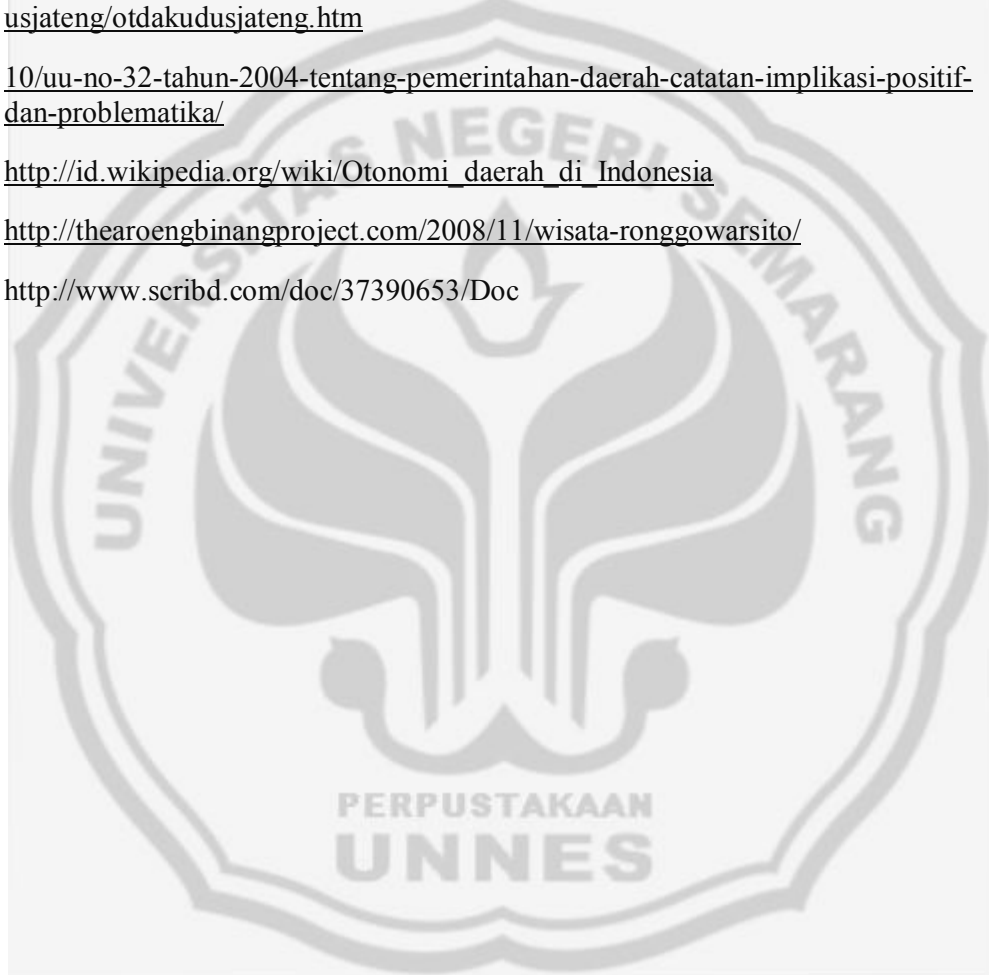 usjateng/otdakudusjateng.htm
10/uu-no-32-tahun-2004-tentang-pemerintahan-daerah-catatan-implikasi-positif-
dan-problematika/
http://id.wikipedia.org/wiki/Otonomi_daerah_di_Indonesia
http://thearoengbinangproject.com/2008/11/wisata-ronggowarsito/
http://www.scribd.com/doc/37390653/Doc
UNIVERSITAS NEGERI SEMARANG
PERPUSTAKAAN
UNNES